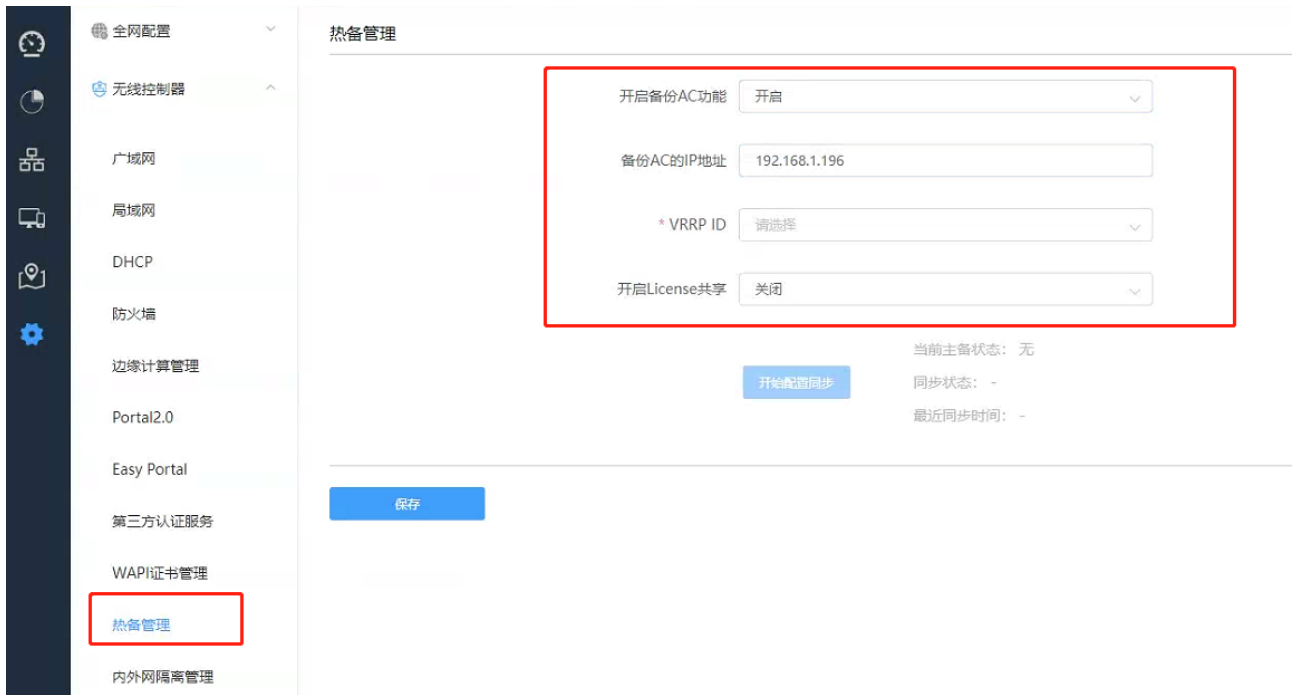 全网配置
无线控制器
广域网
局域网
DHCP
防火墙
边缘计算管理
Portal2.0
Easy Portal
第三方认证服务
WAPI证书管理
热备管理
内外网隔离管理
热备管理
开启备份AC功能 开启
备份AC的IP地址 192.168.1.196
* VRRP ID 请选择
开启License共享 关闭
开始配置同步
当前主备状态： 无
同步状态： -
最近同步时间： -
保存